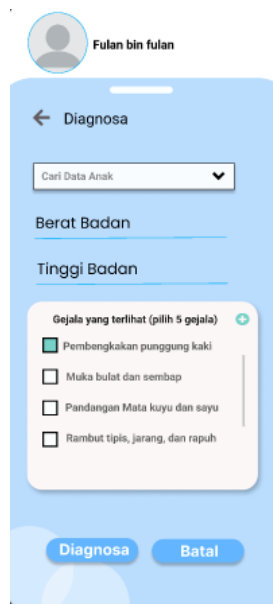 Fulan bin fulan
Diagnosa
Cari Data Anak
Berat Badan
Tinggi Badan
Gejala yang terlihat (pilih 5 gejala)
Pembengkakan punggung kaki
Muka bulat dan sembap
Pandangan Mata kuyu dan sayu
Rambut tipis, jarang, dan rapuh
Diagnosa Batal